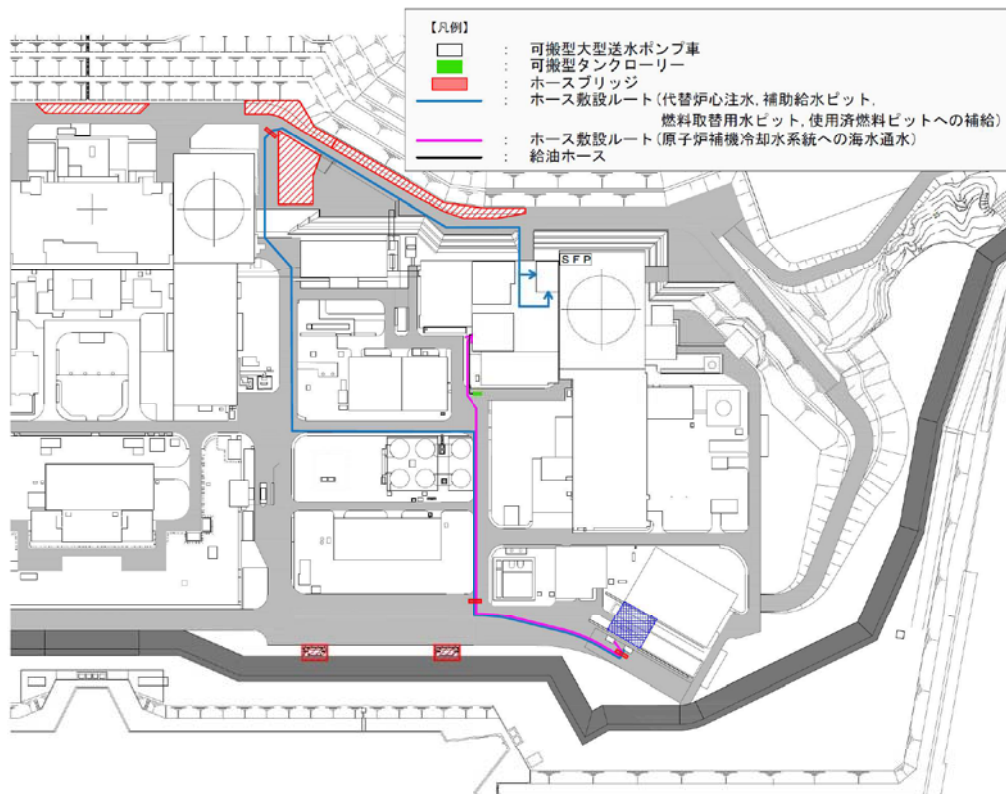 【凡例】
： 可搬型大型送水ポンプ車
： 可搬型タンクローリー
： ホースブリッジ
： ホース敷設ルート（代替炉心注水，補助給水ピット，
燃料取替用水ピット，使用済燃料ピットへの補給）
： ホース敷設ルート（原子炉補機冷却水系統への海水通水）
： 給油ホース
SFP